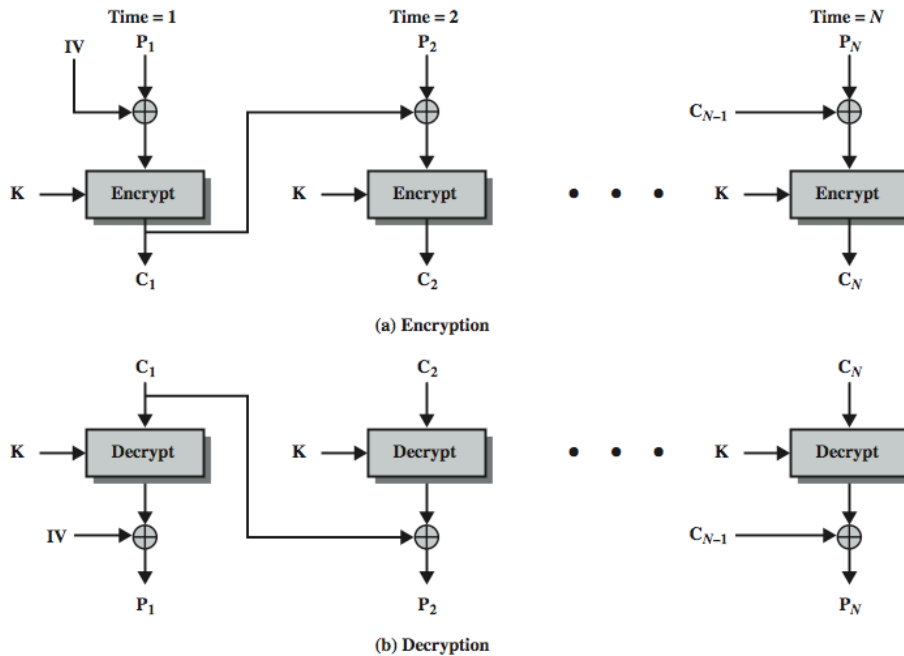 Time = 1 Time = 2 Time = N
IV P1 P2 PN
CN–1
K Encrypt K Encrypt K Encrypt
C1 C2 CN
(a) Encryption
C1 C2 CN
K Decrypt K Decrypt K Decrypt
IV CN–1
P1 P2 PN
(b) Decryption